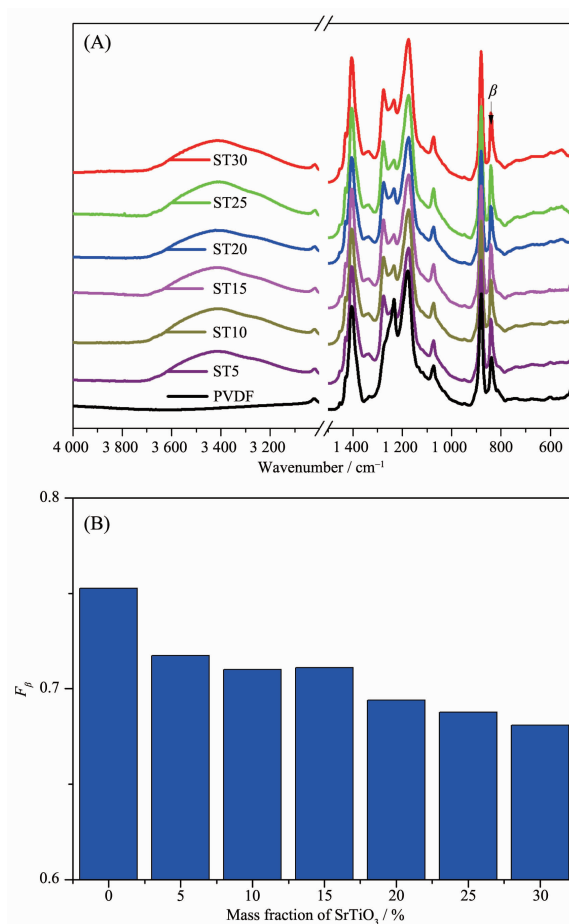 (A)
β
ST30
ST25
ST20
ST15
ST10
ST5
PVDF
4 000 3 800 3 600 3 400 3 200 1 400 1 200 1 000 800 600
Wavenumber / cm⁻¹
(B)
0.8
0.7
0.6
Fβ
0 5 10 15 20 25 30
Mass fraction of SrTiO₃ / %